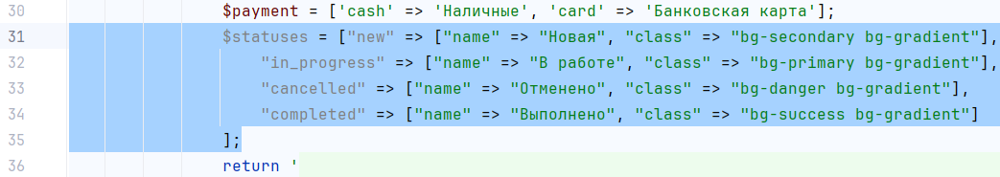 30 $payment = ['cash' => 'Наличные', 'card' => 'Банковская карта'];
31 $statuses = ["new" => ["name" => "Новая", "class" => "bg-secondary bg-gradient"],
32 "in_progress" => ["name" => "В работе", "class" => "bg-primary bg-gradient"],
33 "cancelled" => ["name" => "Отменено", "class" => "bg-danger bg-gradient"],
34 "completed" => ["name" => "Выполнено", "class" => "bg-success bg-gradient"]
35 ];
36 return '